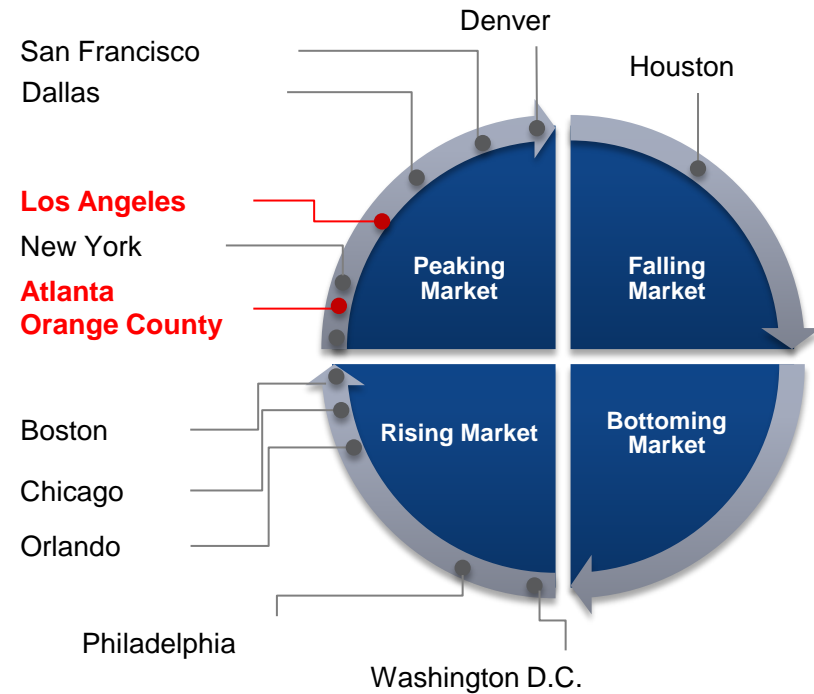 Denver
San Francisco
Houston
Dallas
Los Angeles
New York
Atlanta
Orange County
Peaking
Market
Falling
Market
Boston
Rising Market
Bottoming
Market
Chicago
Orlando
Philadelphia
Washington D.C.